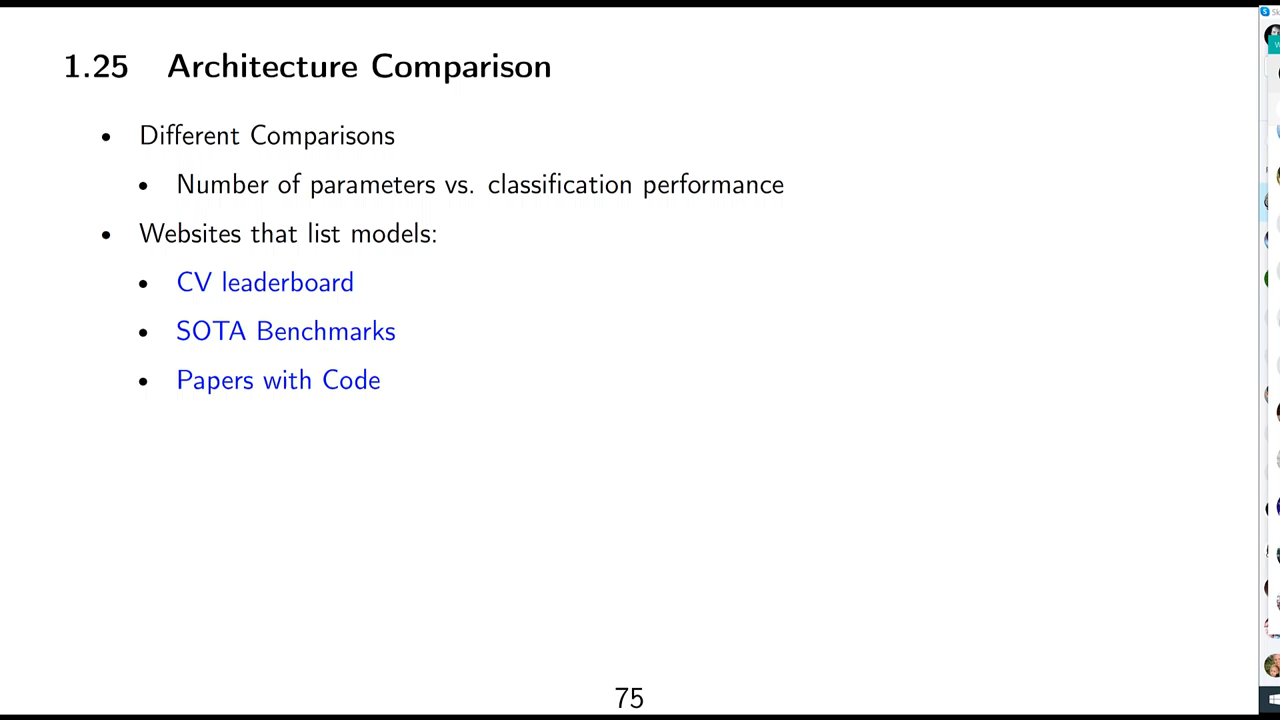 1.25 Architecture Comparison
• Different Comparisons
• Number of parameters vs. classification performance
• Websites that list models:
• CV leaderboard
• SOTA Benchmarks
• Papers with Code
75